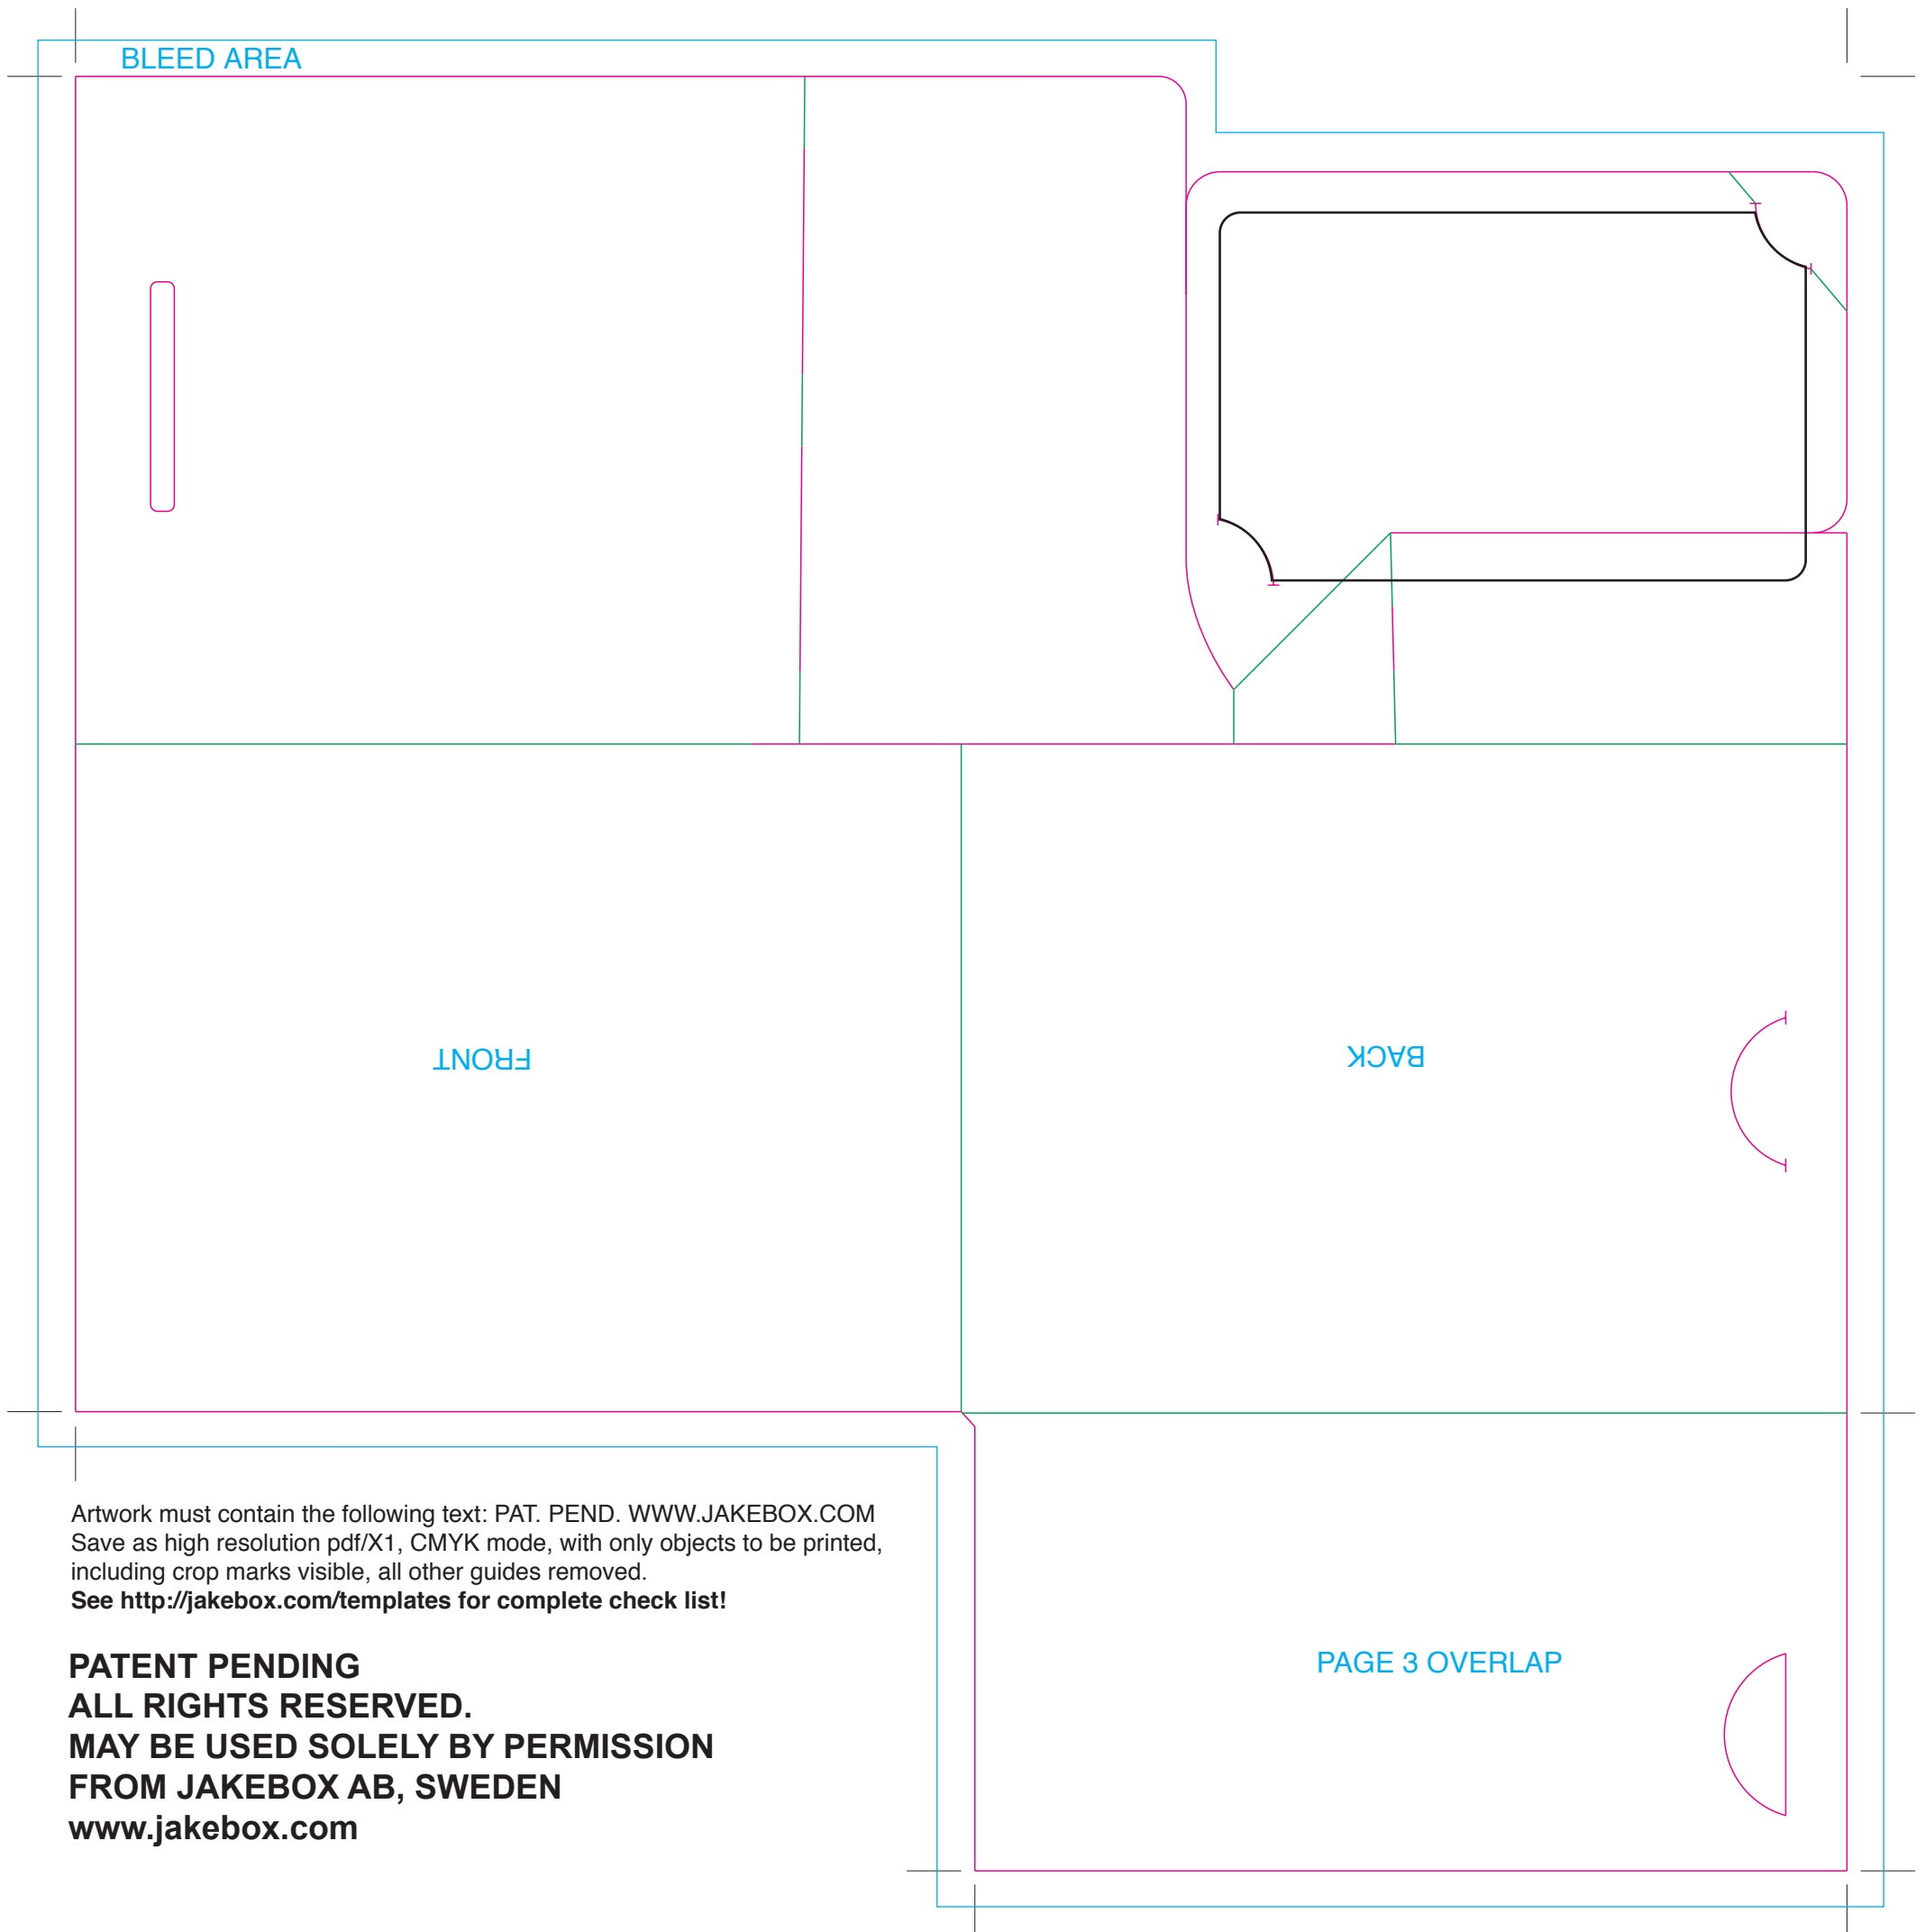 BLEED AREA
FRONT
BACK
Artwork must contain the following text: PAT. PEND. WWW.JAKEBOX.COM
Save as high resolution pdf/X1, CMYK mode, with only objects to be printed,
including crop marks visible, all other guides removed.
See http://jakebox.com/templates for complete check list!
PATENT PENDING
ALL RIGHTS RESERVED.
MAY BE USED SOLELY BY PERMISSION
FROM JAKEBOX AB, SWEDEN
www.jakebox.com
PAGE 3 OVERLAP